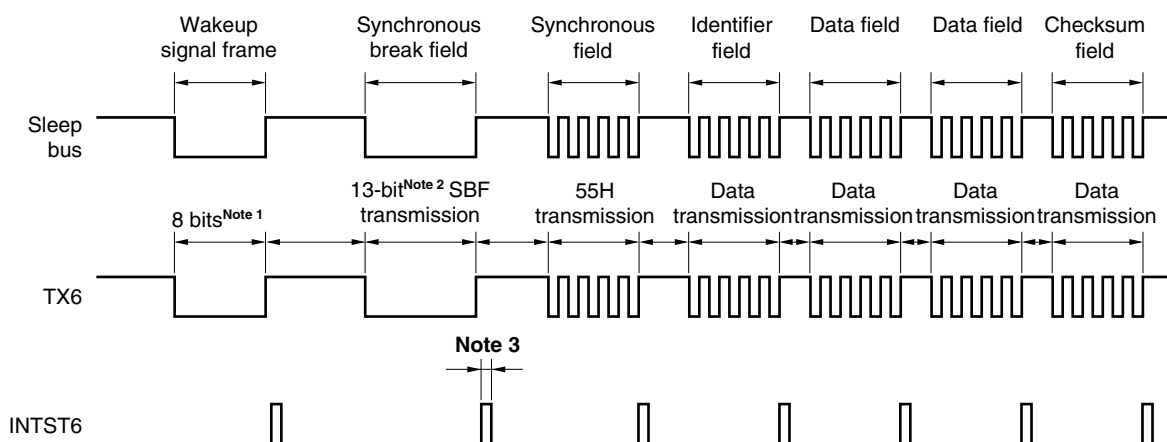 Wakeup
signal frame
Synchronous
break field
Synchronous
field
Identifier
field
Data field
Data field
Checksum
field
Sleep
bus
8 bitsNote 1
13-bitNote 2 SBF
transmission
55H
transmission
Data
transmission
Data
transmission
Data
transmission
Data
transmission
TX6
Note 3
INTST6